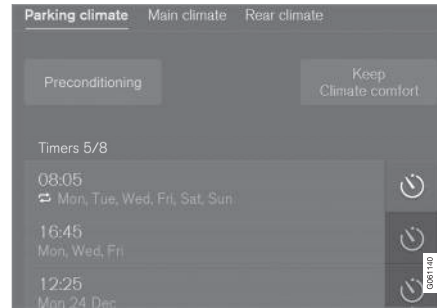 Parking climate Main climate Rear climate
Preconditioning
Keep
Climate comfort
Timers 5/8
08:05
Mon, Tue, Wed, Fri, Sat, Sun
16:45
Mon, Wed, Fri
12:25
Mon 24 Dec
G061140